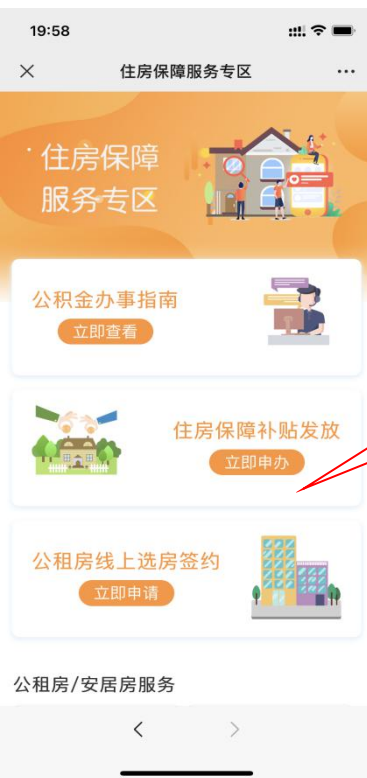 19:58
住房保障服务专区
住房保障
服务专区
公积金办事指南
立即查看
住房保障补贴发放
立即申办
公租房线上选房签约
立即申请
公租房/安居房服务